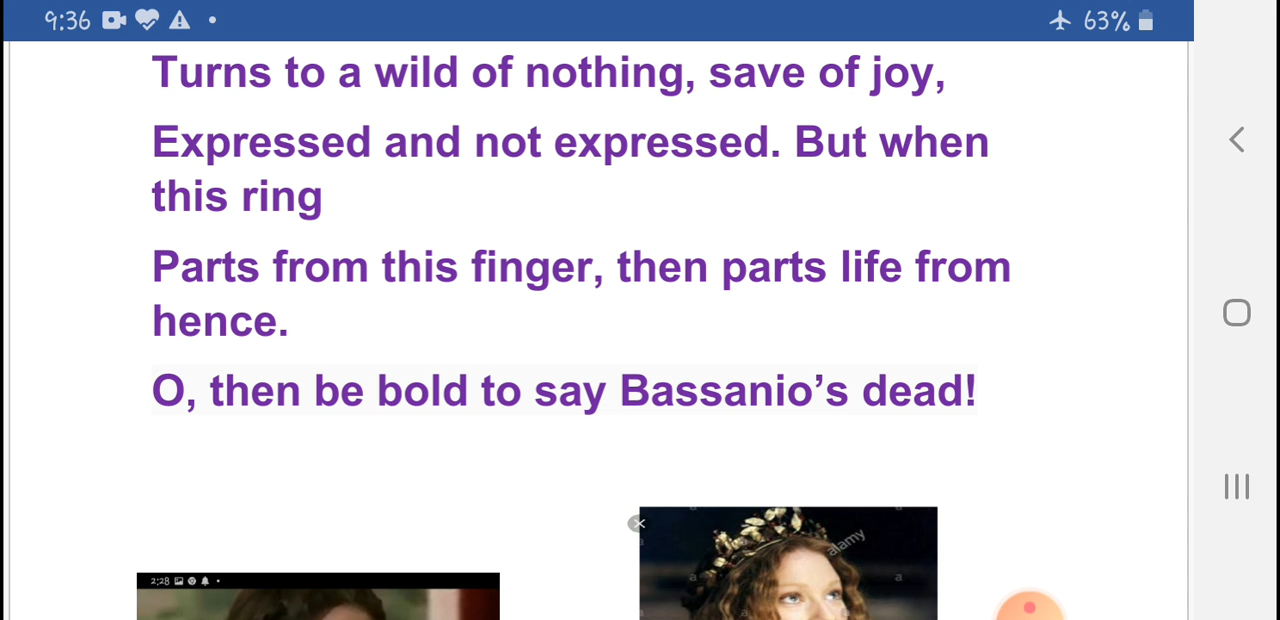 9:36
63%
Turns to a wild of nothing, save of joy,
Expressed and not expressed. But when
this ring
Parts from this finger, then parts life from
hence.
O, then be bold to say Bassanio’s dead!
alamy
a
a
a
a
2:28